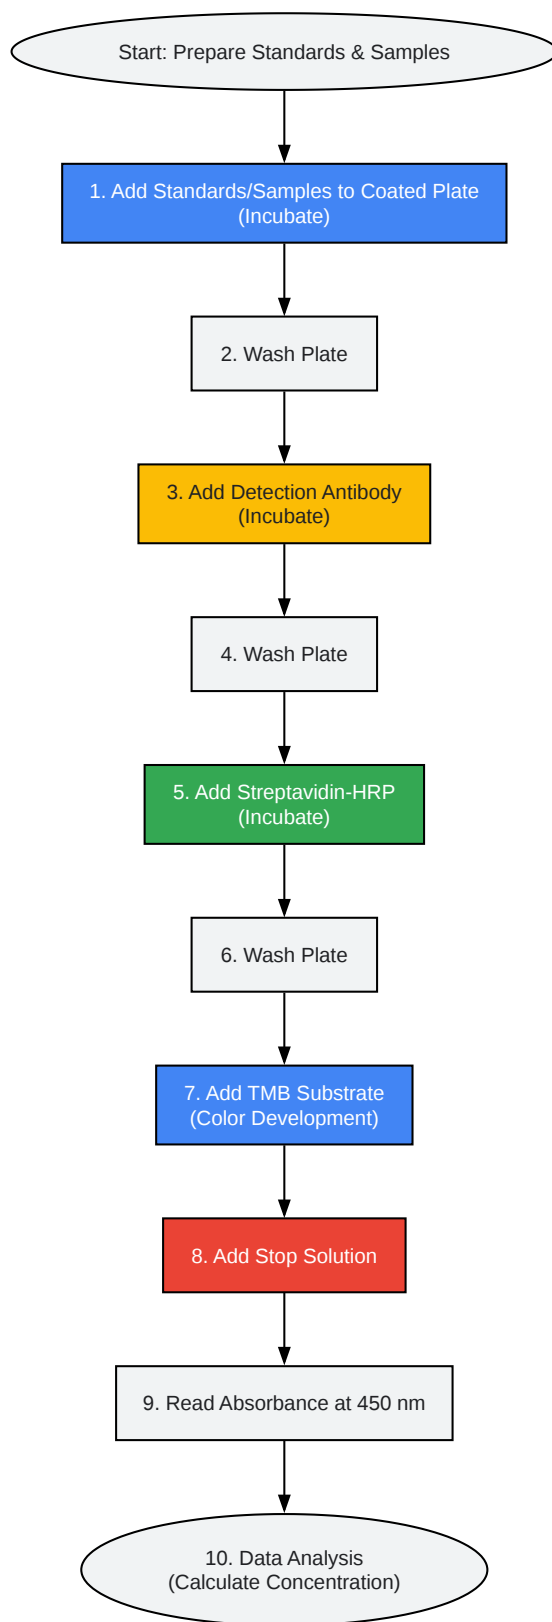 Start: Prepare Standards & Samples
1. Add Standards/Samples to Coated Plate
(Incubate)
2. Wash Plate
3. Add Detection Antibody
(Incubate)
4. Wash Plate
5. Add Streptavidin-HRP
(Incubate)
6. Wash Plate
7. Add TMB Substrate
(Color Development)
8. Add Stop Solution
9. Read Absorbance at 450 nm
10. Data Analysis
(Calculate Concentration)